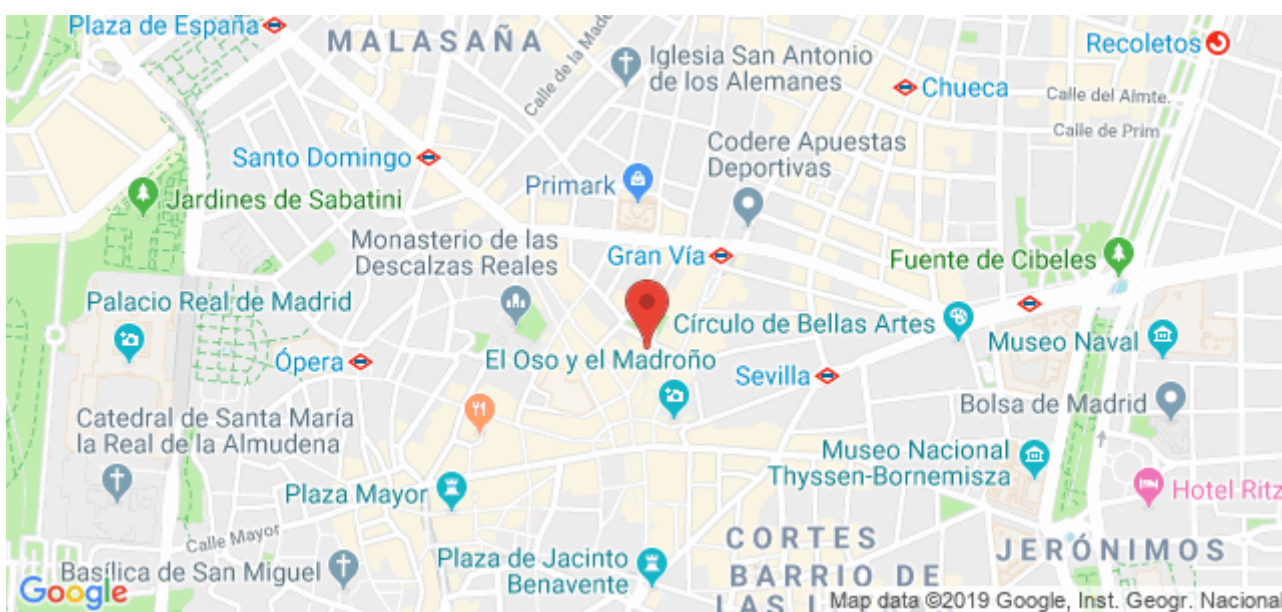 Plaza de España
MALASAÑA
Calle de la Made
Iglesia San Antonio
de los Alemanes
Recoletos
Chueca
Calle del Almte.
Calle de Prim
Santo Domingo
Codere Apuestas
Deportivas
Primark
Jardines de Sabatini
Monasterio de las
Descalzas Reales
Gran Vía
Fuente de Cibeles
Palacio Real de Madrid
Círculo de Bellas Artes
Museo Naval
Ópera
El Oso y el Madroño
Sevilla
Bolsa de Madrid
Catedral de Santa María
la Real de la Almudena
Museo Nacional
Thyssen-Bornemisza
Plaza Mayor
Hotel Ritz
Calle Mayor
CORTES
JERÓNIMOS
Plaza de Jacinto
Benavente
BARRIO DE
LAS L
Basílica de San Miguel
Google
Map data ©2019 Google, Inst. Geogr. Nacional